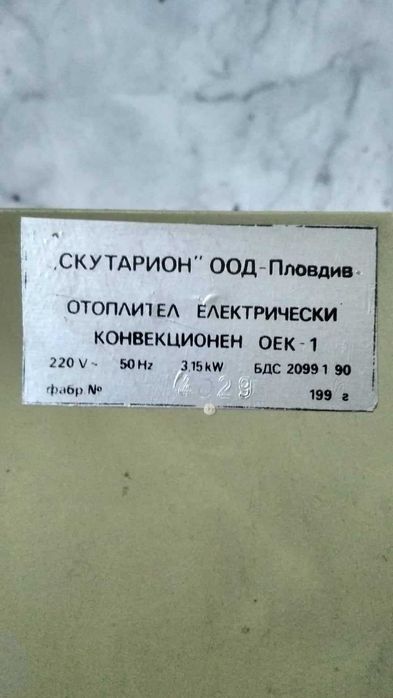 „СКУТАРИОН" ООД-Пловдив
ОТОПЛИТЕЛ ЕЛЕКТРИЧЕСКИ
КОНВЕКЦИОНЕН ОЕК-1
220 V~ 50 Hz 3,15 kW БДС 2099 1 90
фабр. № 199 г